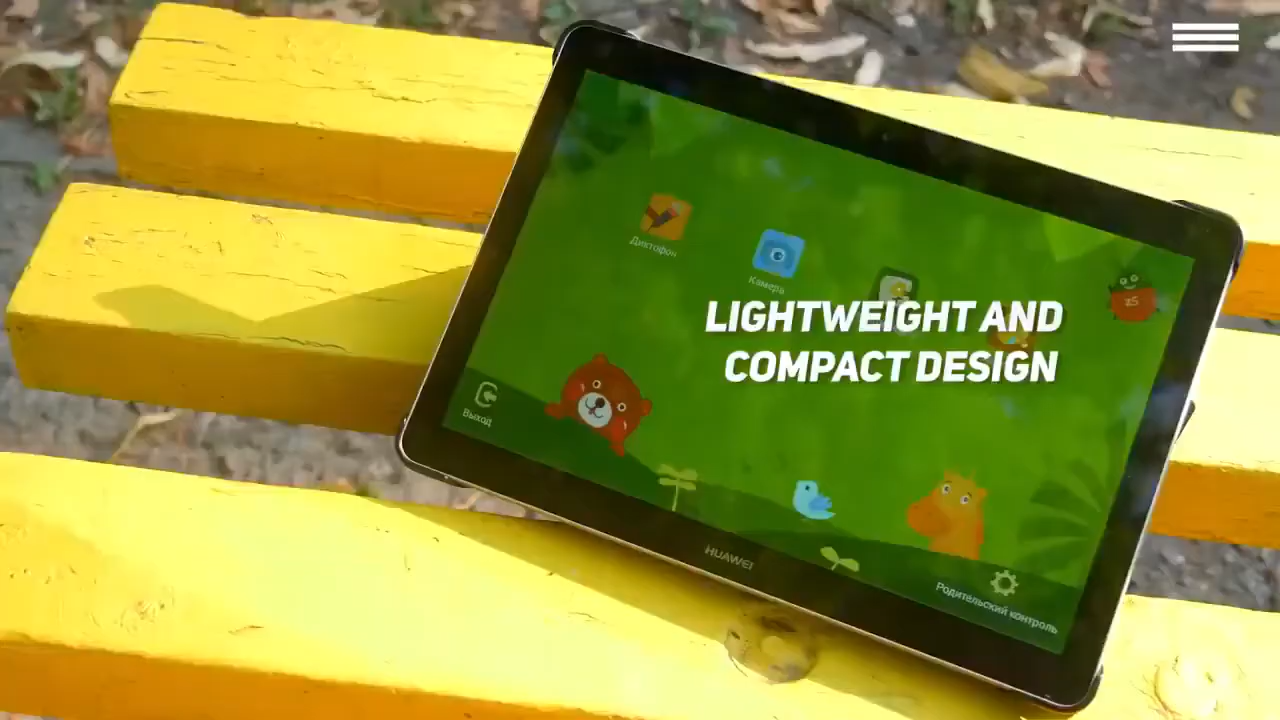 Диктофон
Камера
LIGHTWEIGHT AND
COMPACT DESIGN
Выход
HUAWEI
Родительский контроль